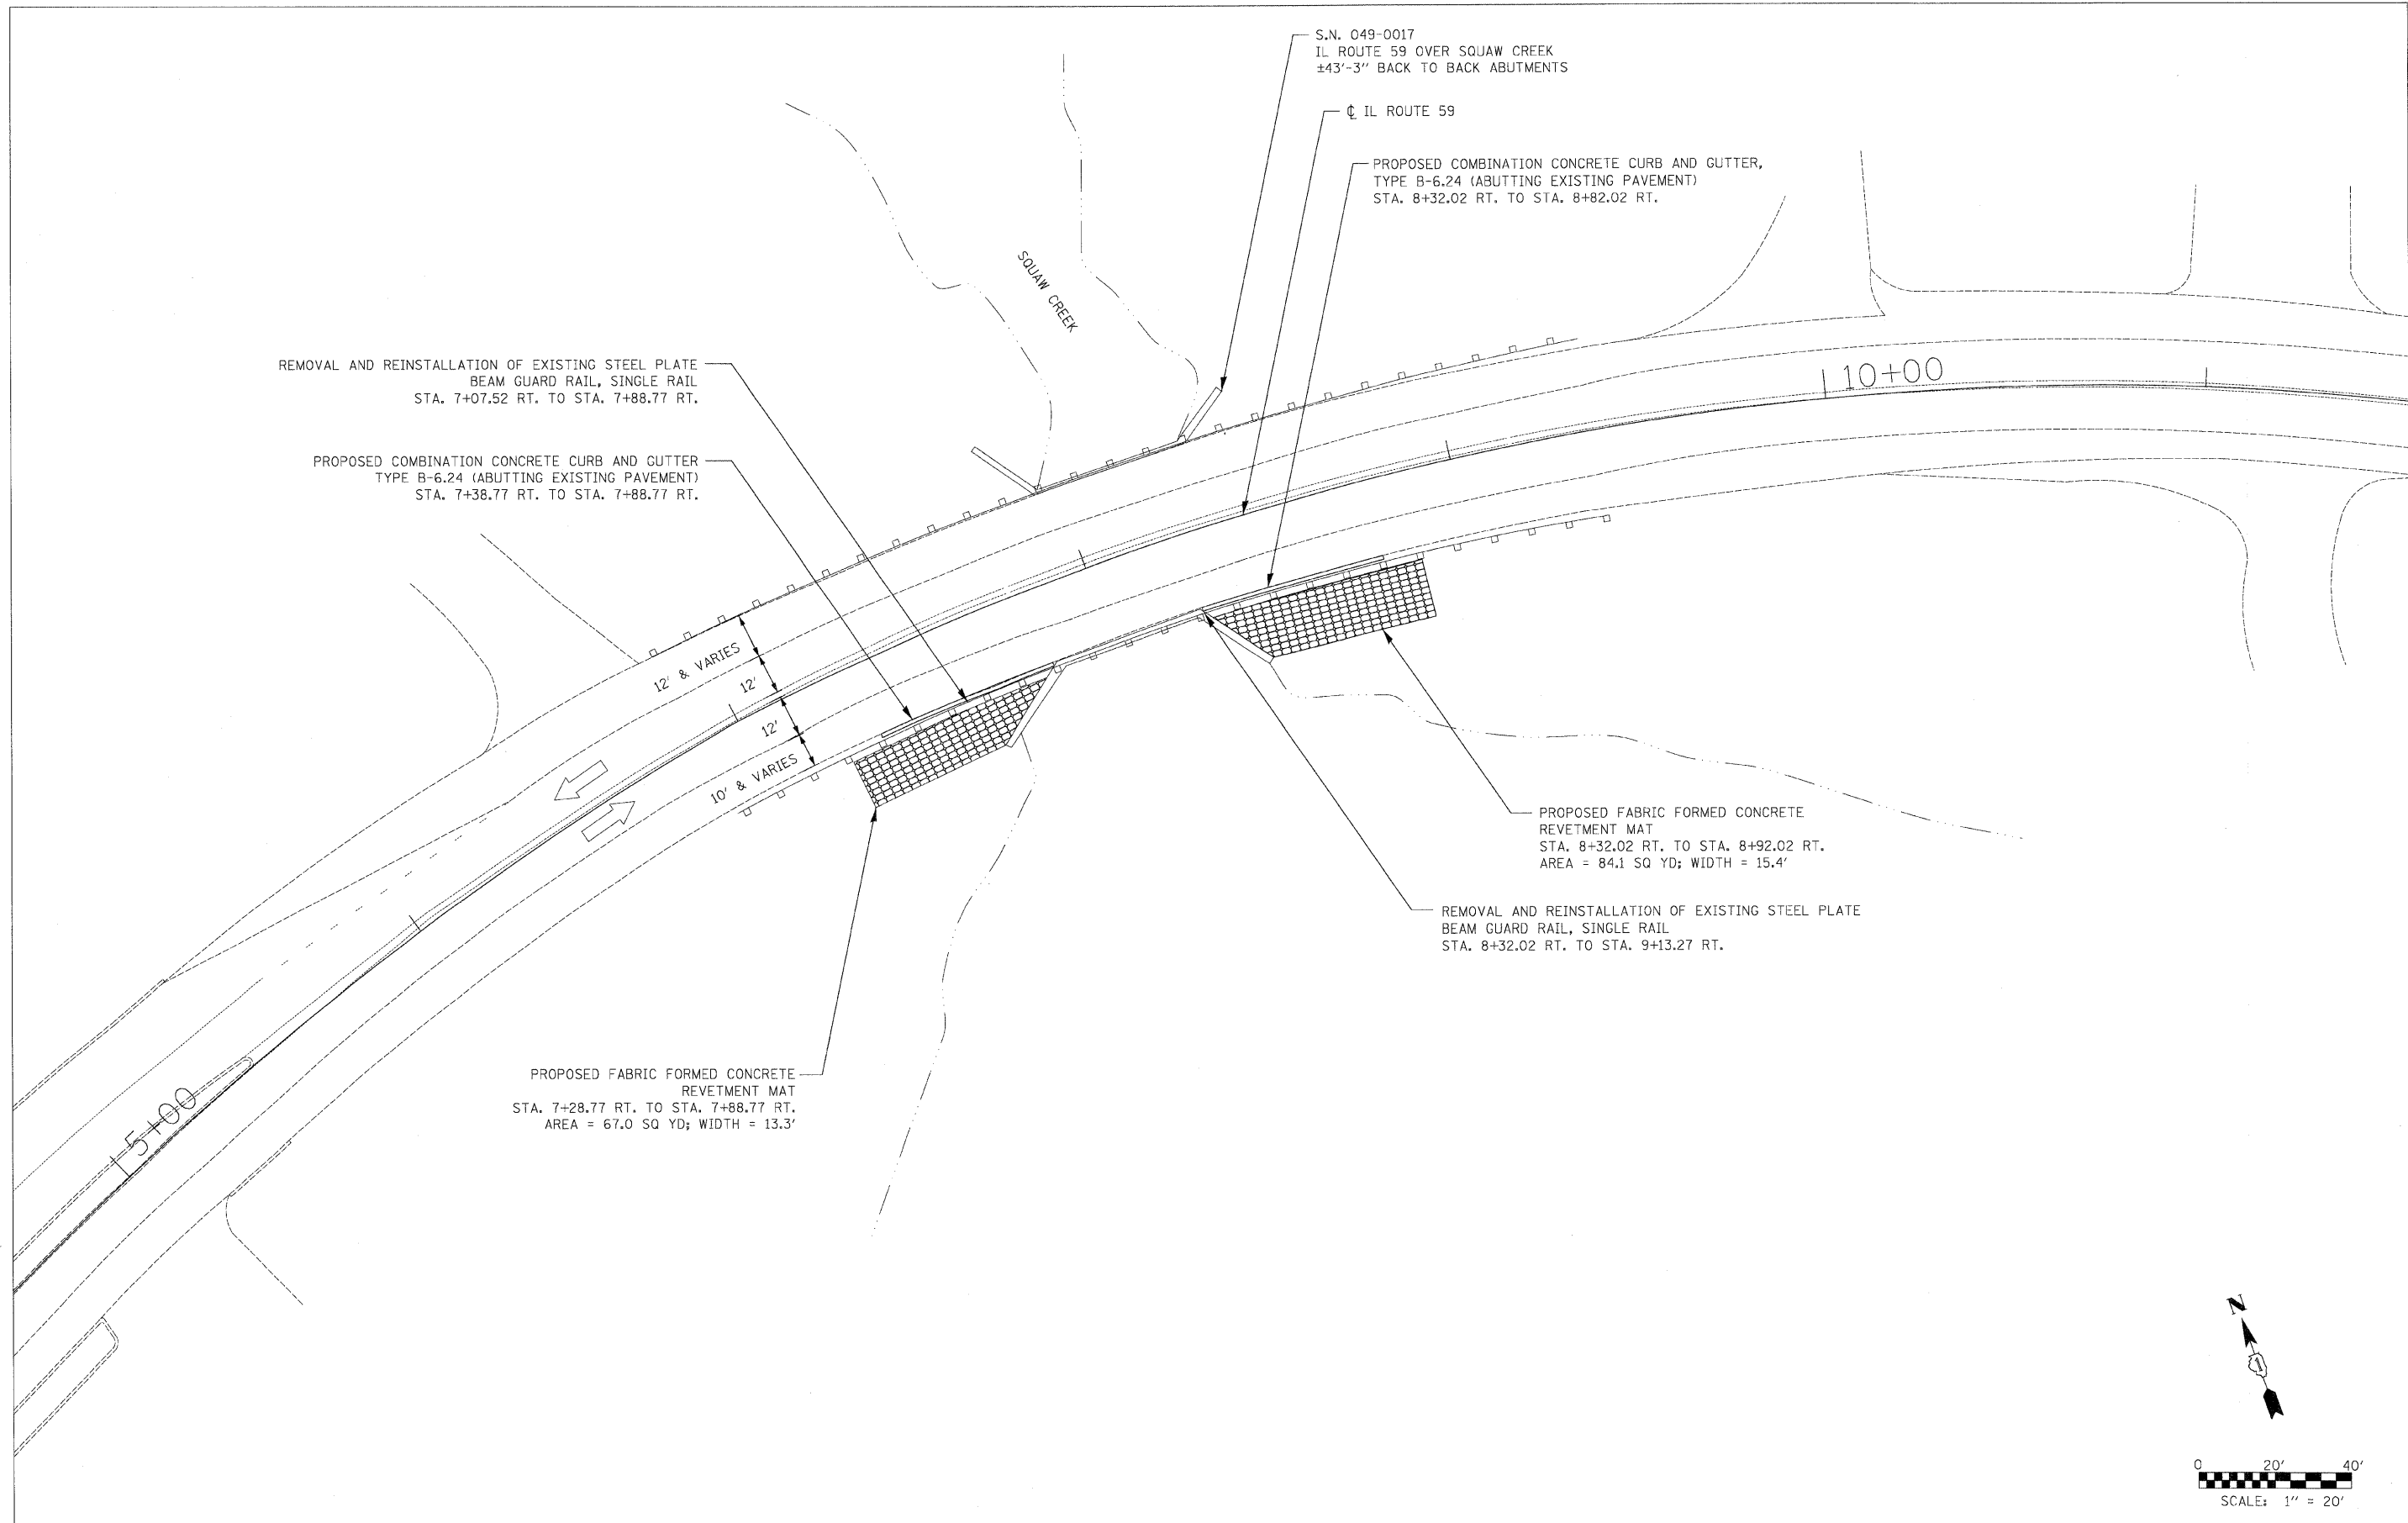 S.N. 049-0017
IL ROUTE 59 OVER SQUAW CREEK
±43'-3" BACK TO BACK ABUTMENTS
℄ IL ROUTE 59
PROPOSED COMBINATION CONCRETE CURB AND GUTTER,
TYPE B-6.24 (ABUTTING EXISTING PAVEMENT)
STA. 8+32.02 RT. TO STA. 8+82.02 RT.
SQUAW CREEK
REMOVAL AND REINSTALLATION OF EXISTING STEEL PLATE
BEAM GUARD RAIL, SINGLE RAIL
STA. 7+07.52 RT. TO STA. 7+88.77 RT.
10+00
PROPOSED COMBINATION CONCRETE CURB AND GUTTER
TYPE B-6.24 (ABUTTING EXISTING PAVEMENT)
STA. 7+38.77 RT. TO STA. 7+88.77 RT.
12' & VARIES
12'
12'
10' & VARIES
PROPOSED FABRIC FORMED CONCRETE
REVETMENT MAT
STA. 8+32.02 RT. TO STA. 8+92.02 RT.
AREA = 84.1 SQ YD; WIDTH = 15.4'
REMOVAL AND REINSTALLATION OF EXISTING STEEL PLATE
BEAM GUARD RAIL, SINGLE RAIL
STA. 8+32.02 RT. TO STA. 9+13.27 RT.
PROPOSED FABRIC FORMED CONCRETE
REVETMENT MAT
STA. 7+28.77 RT. TO STA. 7+88.77 RT.
AREA = 67.0 SQ YD; WIDTH = 13.3'
5+00
N
1
0 20' 40'
SCALE: 1" = 20'